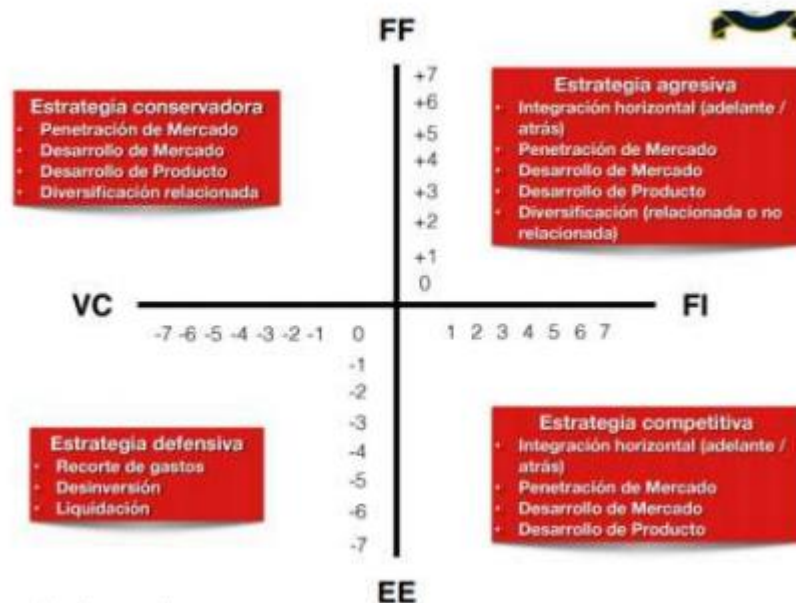 FF
Estrategia conservadora
• Penetración de Mercado
• Desarrollo de Mercado
• Desarrollo de Producto
• Diversificación relacionada
Estrategia agresiva
• Integración horizontal (adelante /
atrás)
• Penetración de Mercado
• Desarrollo de Mercado
• Desarrollo de Producto
• Diversificación (relacionada o no
relacionada)
+7
+6
+5
+4
+3
+2
+1
0
VC
FI
-7 -6 -5 -4 -3 -2 -1 0 1 2 3 4 5 6 7
-1
-2
-3
-4
-5
-6
-7
Estrategia defensiva
• Recorte de gastos
• Desinversión
• Liquidación
Estrategia competitiva
• Integración horizontal (adelante /
atrás)
• Penetración de Mercado
• Desarrollo de Mercado
• Desarrollo de Producto
EE